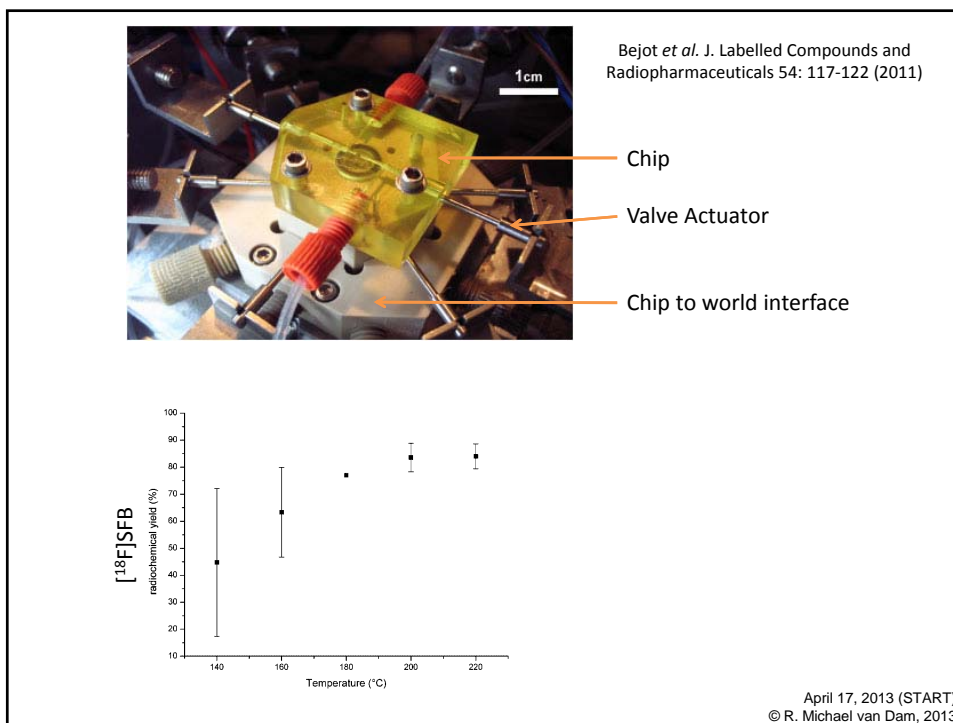 Bejot et al. J. Labelled Compounds and
Radiopharmaceuticals 54: 117-122 (2011)
1cm
Chip
Valve Actuator
Chip to world interface
[¹⁸F]SFB
radiochemical yield (%)
100
90
80
70
60
50
40
30
20
10
140 160 180 200 220
Temperature (°C)
April 17, 2013 (START)
© R. Michael van Dam, 2013